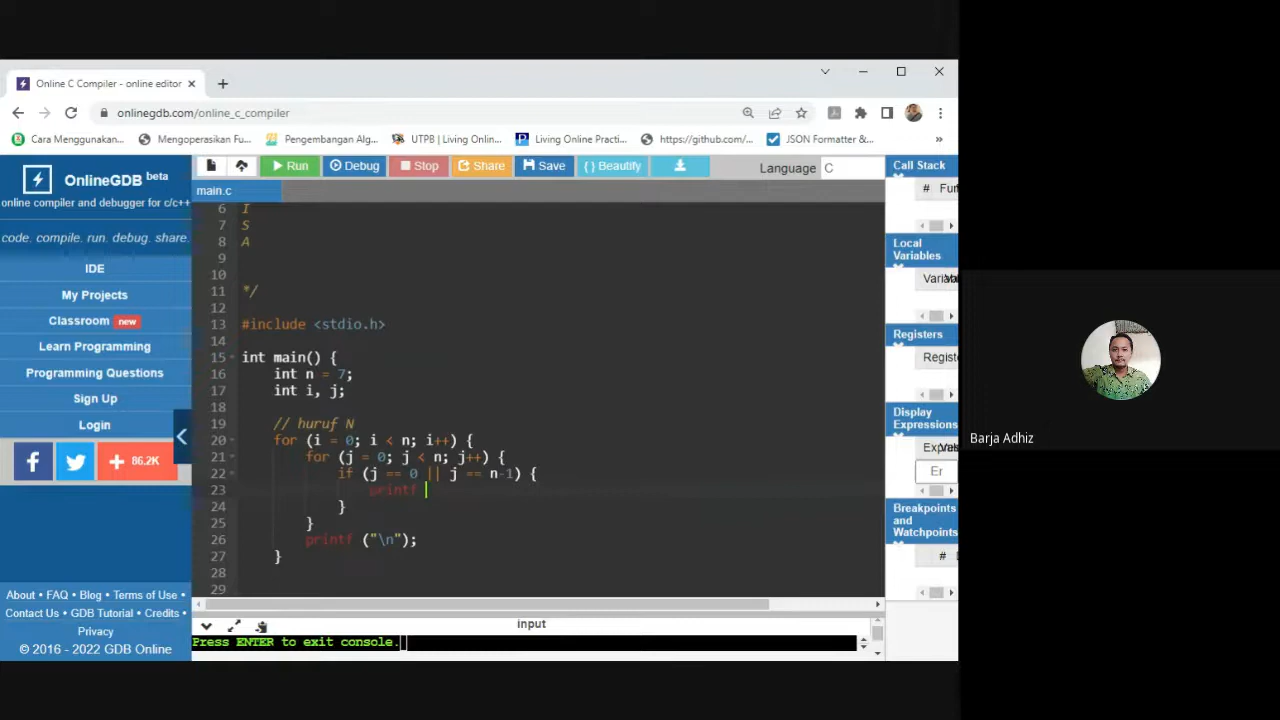 Online C Compiler - online editor
onlinegdb.com/online_c_compiler
Cara Menggunakan...
Mengoperasikan Fu...
Pengembangan Alg...
UTPB | Living Onlin...
Living Online Practi...
https://github.com/...
JSON Formatter &...
»
OnlineGDB beta
online compiler and debugger for c/c++
code. compile. run. debug. share.
IDE
My Projects
Classroom new
Learn Programming
Programming Questions
Sign Up
Login
86.2K
About • FAQ • Blog • Terms of Use •
Contact Us • GDB Tutorial • Credits •
Privacy
© 2016 - 2022 GDB Online
Run
Debug
Stop
Share
Save
{ } Beautify
Language
C
main.c
6 I
7 S
8 A
9
10
11 */
12
13 #include <stdio.h>
14
15 int main() {
16 int n = 7;
17 int i, j;
18
19 // huruf N
20 for (i = 0; i < n; i++) {
21 for (j = 0; j < n; j++) {
22 if (j == 0 || j == n-1) {
23 printf
24 }
25 }
26 printf ("\n");
27 }
28
29
input
Press ENTER to exit console.
Call Stack
# Fun
Local
Variables
Registers
Regist
Display
Expressions
Er
Breakpoints
and
Watchpoints
#
Barja Adhiz